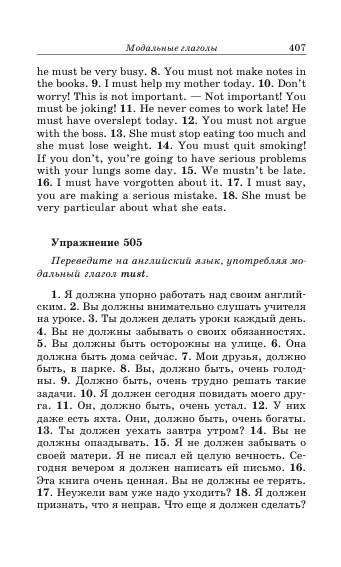 Модальные глаголы 407
he must be very busy. 8. You must not make notes in
the books. 9. I must help my mother today. 10. Don't
worry! This is not important. — Not important! You
must be joking! 11. He never comes to work late! He
must have overslept today. 12. You must not argue
with the boss. 13. She must stop eating too much and
she must lose weight. 14. You must quit smoking!
If you don't, you're going to have serious problems
with your lungs some day. 15. We mustn't be late.
16. I must have vorgotten about it. 17. I must say,
you are making a serious mistake. 18. She must be
very particular about what she eats.
Упражнение 505
Переведите на английский язык, употребляя мо-
дальный глагол must.
1. Я должна упорно работать над своим англий-
ским. 2. Вы должны внимательно слушать учителя
на уроке. 3. Ты должен делать уроки каждый день.
4. Вы не должны забывать о своих обязанностях.
5. Вы должны быть осторожны на улице. 6. Она
должна быть дома сейчас. 7. Мои друзья, должно
быть, в парке. 8. Вы, должно быть, очень голод-
ны. 9. Должно быть, очень трудно решать такие
задачи. 10. Я должен сегодня повидать моего дру-
га. 11. Он, должно быть, очень устал. 12. У них
даже есть яхта. Они, должно быть, очень богаты.
13. Ты должен уехать завтра утром? 14. Вы не
должны опаздывать. 15. Я не должен забывать о
своей матери. Я не писал ей целую вечность. Се-
годня вечером я должен написать ей письмо. 16.
Эта книга очень ценная. Вы не должны ее терять.
17. Неужели вам уже надо уходить? 18. Я должен
признать, что я неправ. Что еще я должен сделать?